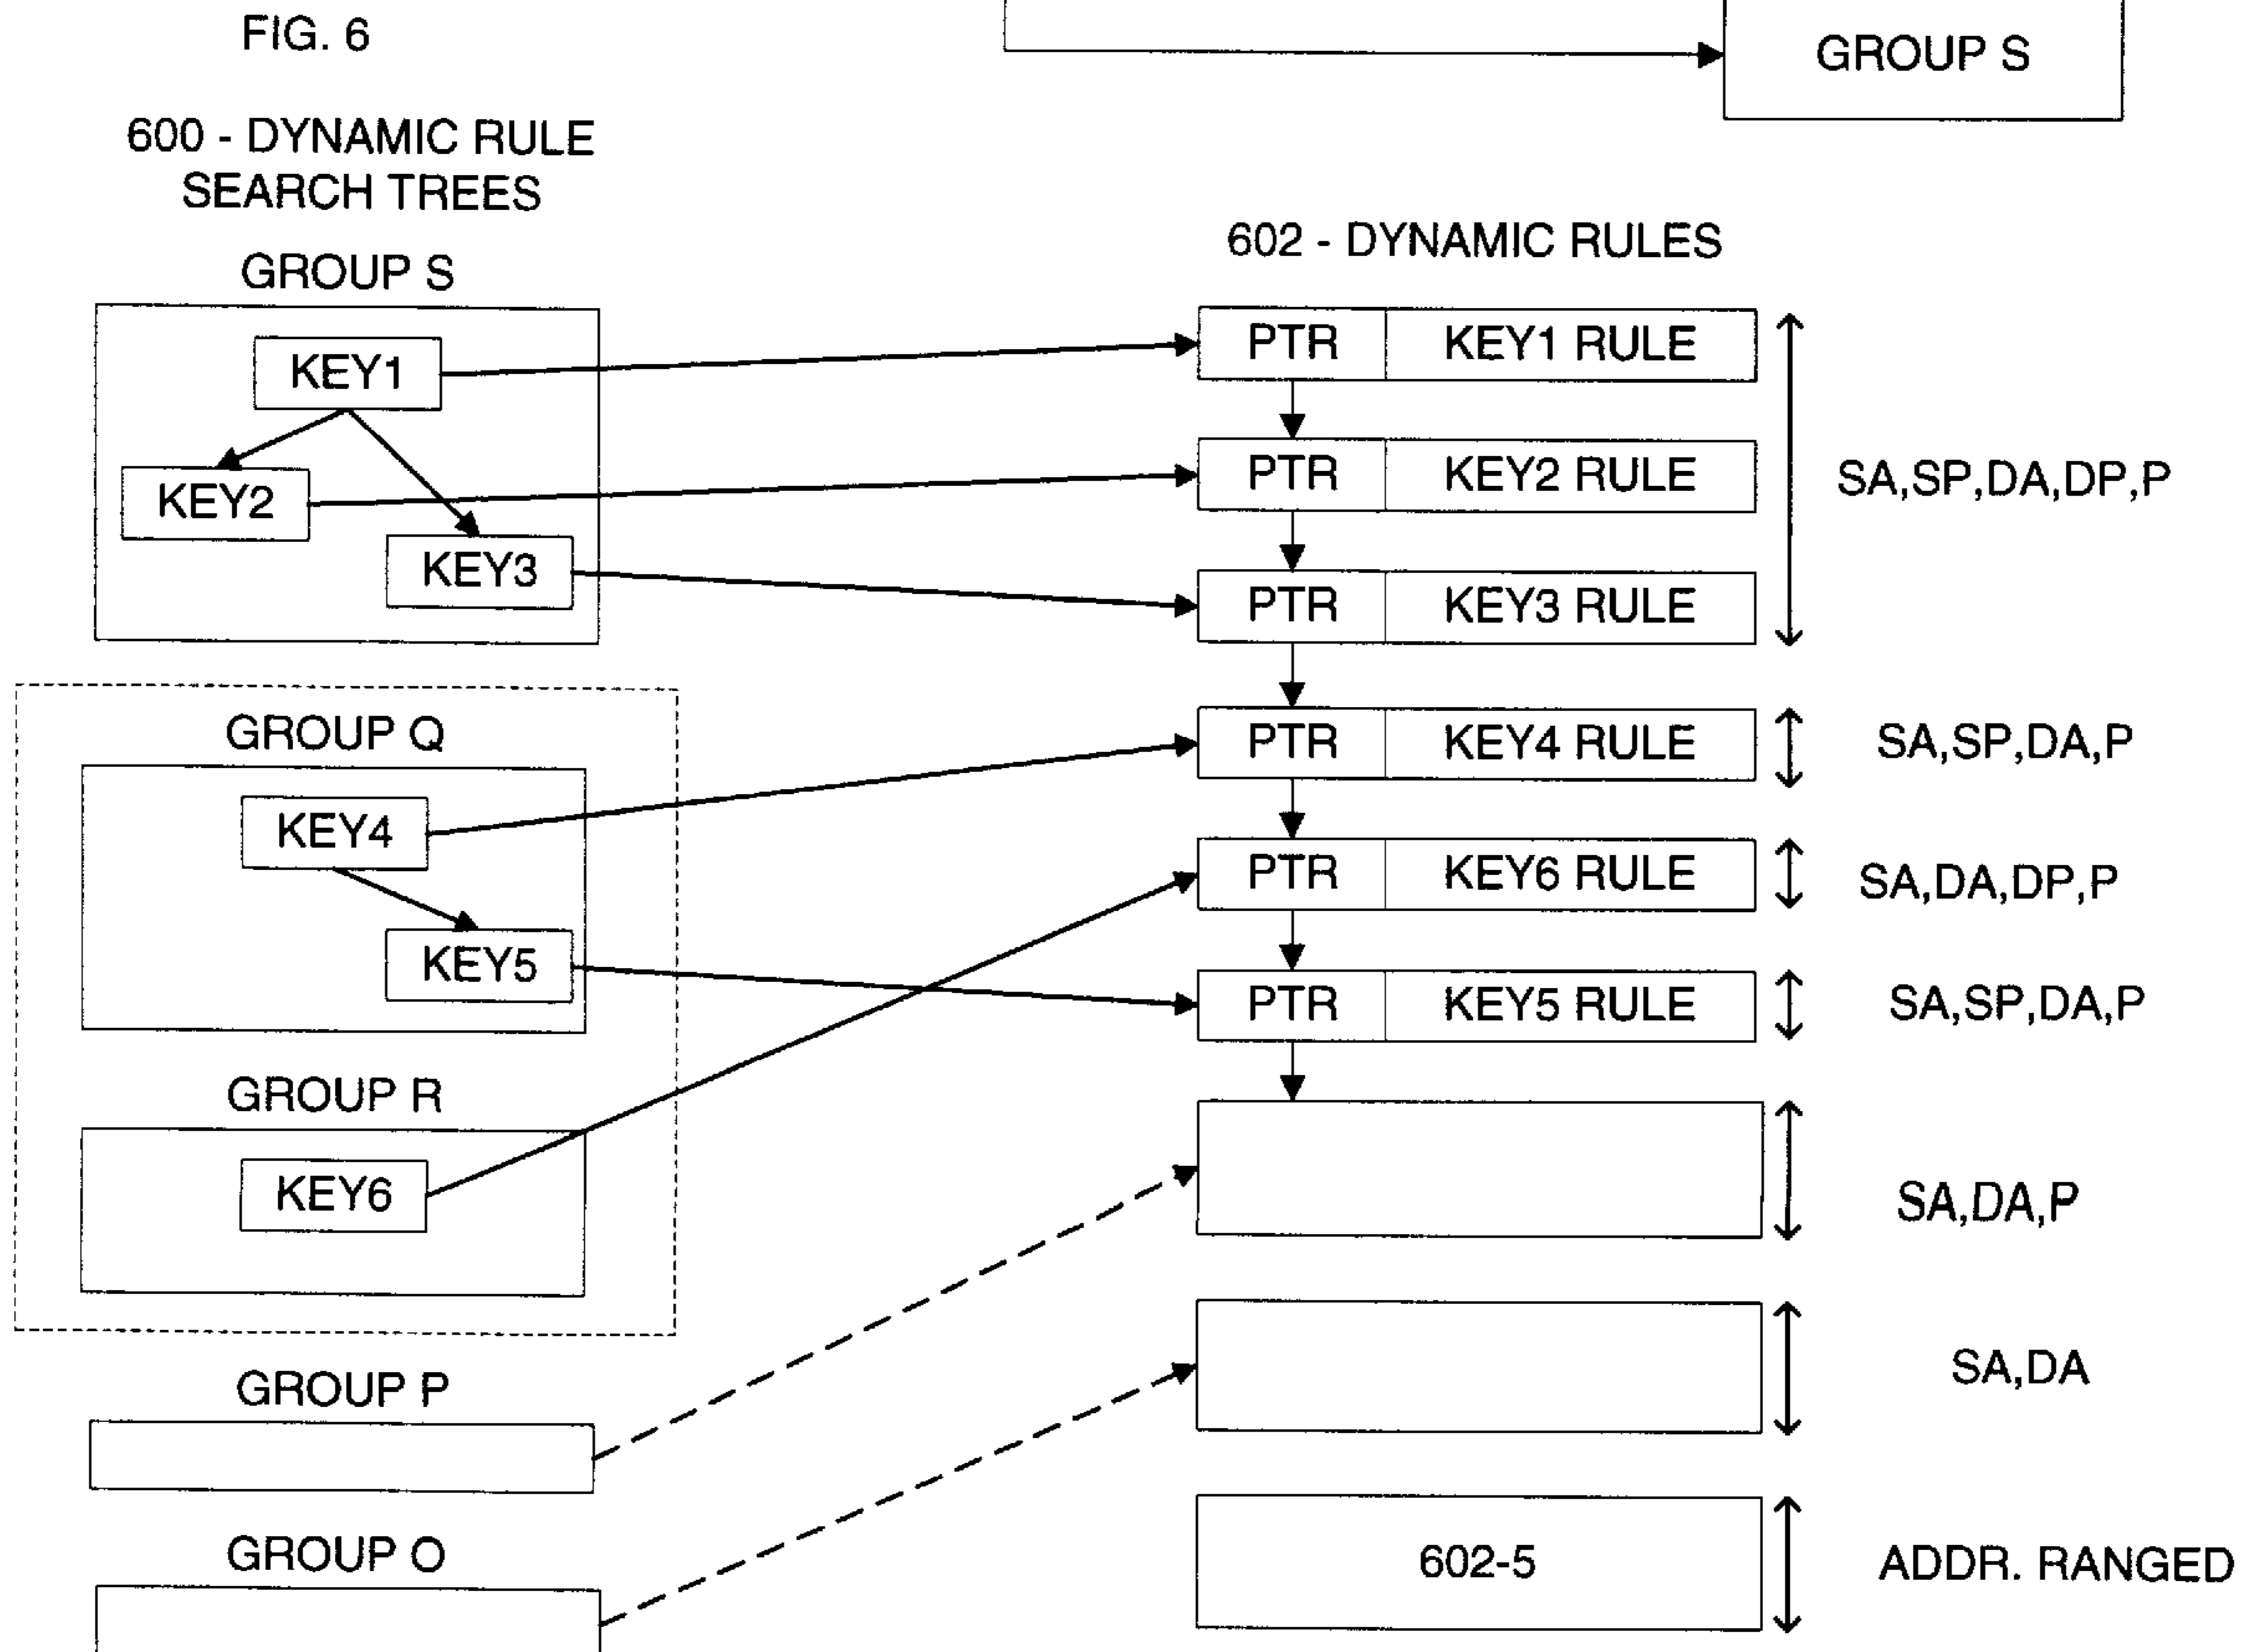 FIG. 6
GROUP S
600 - DYNAMIC RULE
SEARCH TREES
602 - DYNAMIC RULES
GROUP S
KEY1
KEY2
KEY3
PTR KEY1 RULE
PTR KEY2 RULE
PTR KEY3 RULE
SA,SP,DA,DP,P
GROUP Q
KEY4
KEY5
PTR KEY4 RULE
SA,SP,DA,P
PTR KEY6 RULE
SA,DA,DP,P
PTR KEY5 RULE
SA,SP,DA,P
GROUP R
KEY6
SA,DA,P
GROUP P
SA,DA
GROUP O
602-5
ADDR. RANGED